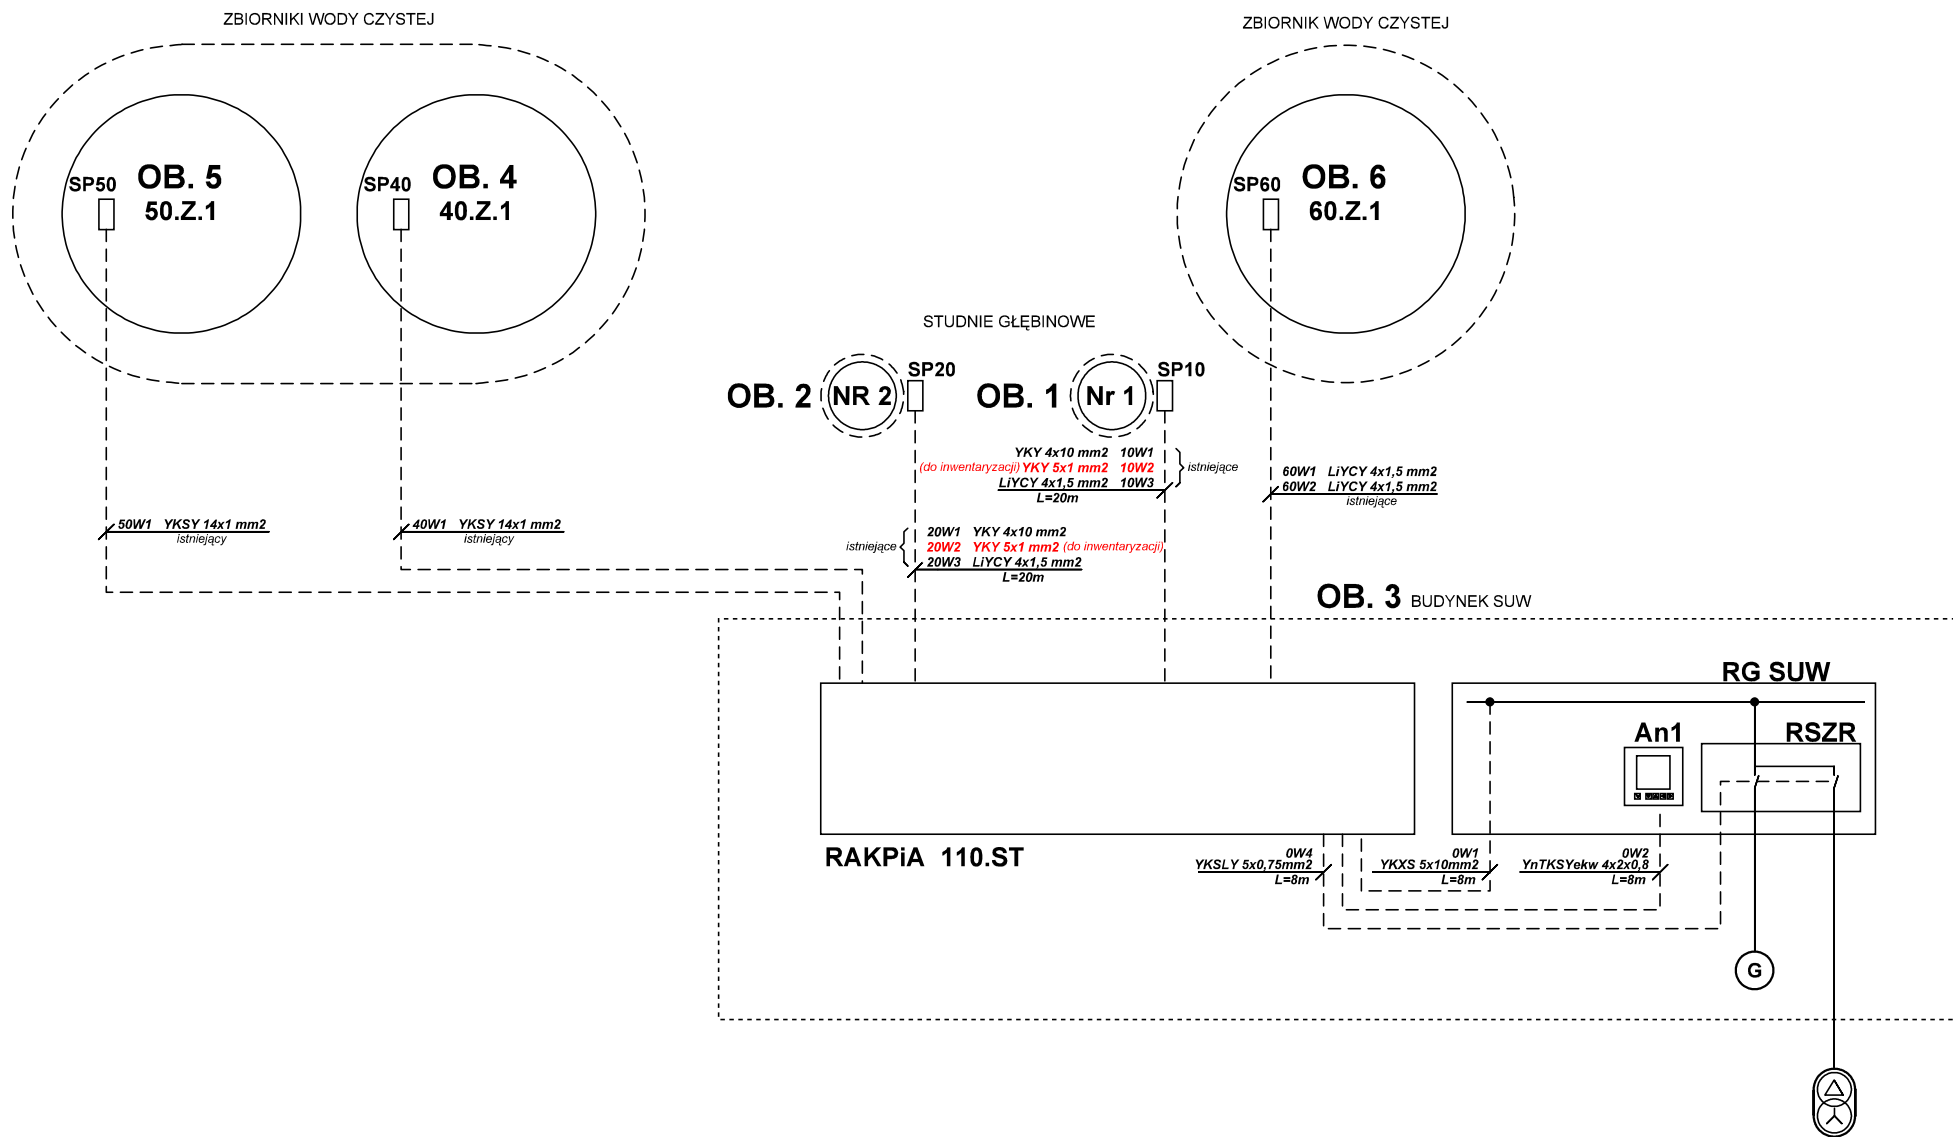 ZBIORNIKI WODY CZYSTEJ
ZBIORNIK WODY CZYSTEJ
SP50
OB. 5
50.Z.1
SP40
OB. 4
40.Z.1
SP60
OB. 6
60.Z.1
STUDNIE GŁĘBINOWE
OB. 2
NR 2
SP20
OB. 1
Nr 1
SP10
YKY 4x10 mm2 10W1
(do inwentaryzacji) YKY 5x1 mm2 10W2
LiYCY 4x1,5 mm2 10W3
L=20m
istniejące
60W1 LiYCY 4x1,5 mm2
60W2 LiYCY 4x1,5 mm2
istniejące
50W1 YKSY 14x1 mm2
istniejący
40W1 YKSY 14x1 mm2
istniejący
istniejące
20W1 YKY 4x10 mm2
20W2 YKY 5x1 mm2 (do inwentaryzacji)
20W3 LiYCY 4x1,5 mm2
L=20m
OB. 3 BUDYNEK SUW
RG SUW
An1
RSZR
RAKPiA 110.ST
0W4
YKSLY 5x0,75mm2
L=8m
0W1
YKXS 5x10mm2
L=8m
0W2
YnTKSYekw 4x2x0,8
L=8m
G